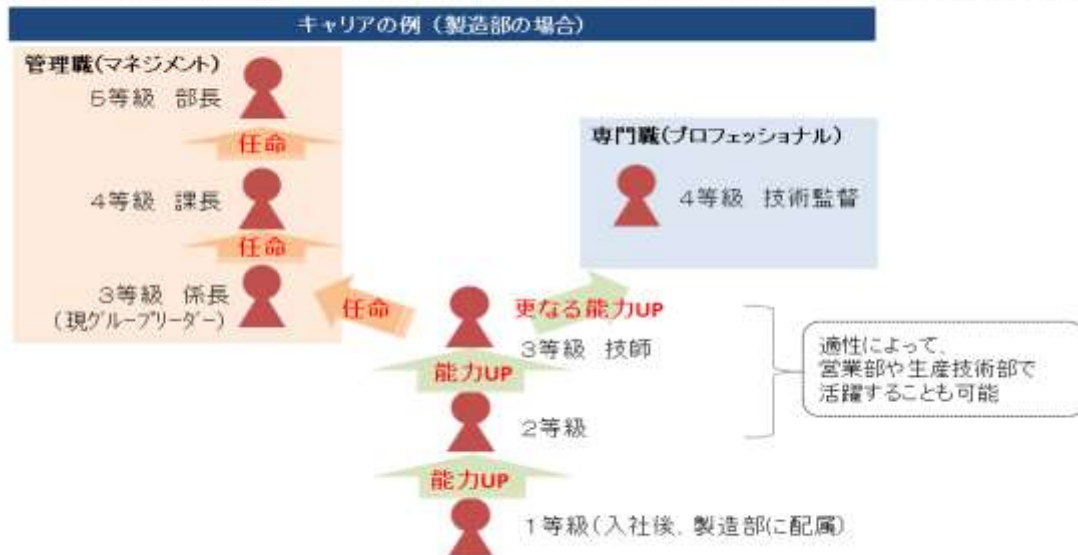 キャリアの例（製造部の場合）
管理職(マネジメント)
5等級 部長
任命
4等級 課長
任命
3等級 係長
(現グループリーダー)
任命
専門職(プロフェッショナル)
4等級 技術監督
更なる能力UP
3等級 技師
能力UP
2等級
能力UP
1等級(入社後、製造部に配属)
適性によって、
営業部や生産技術部で
活躍することも可能